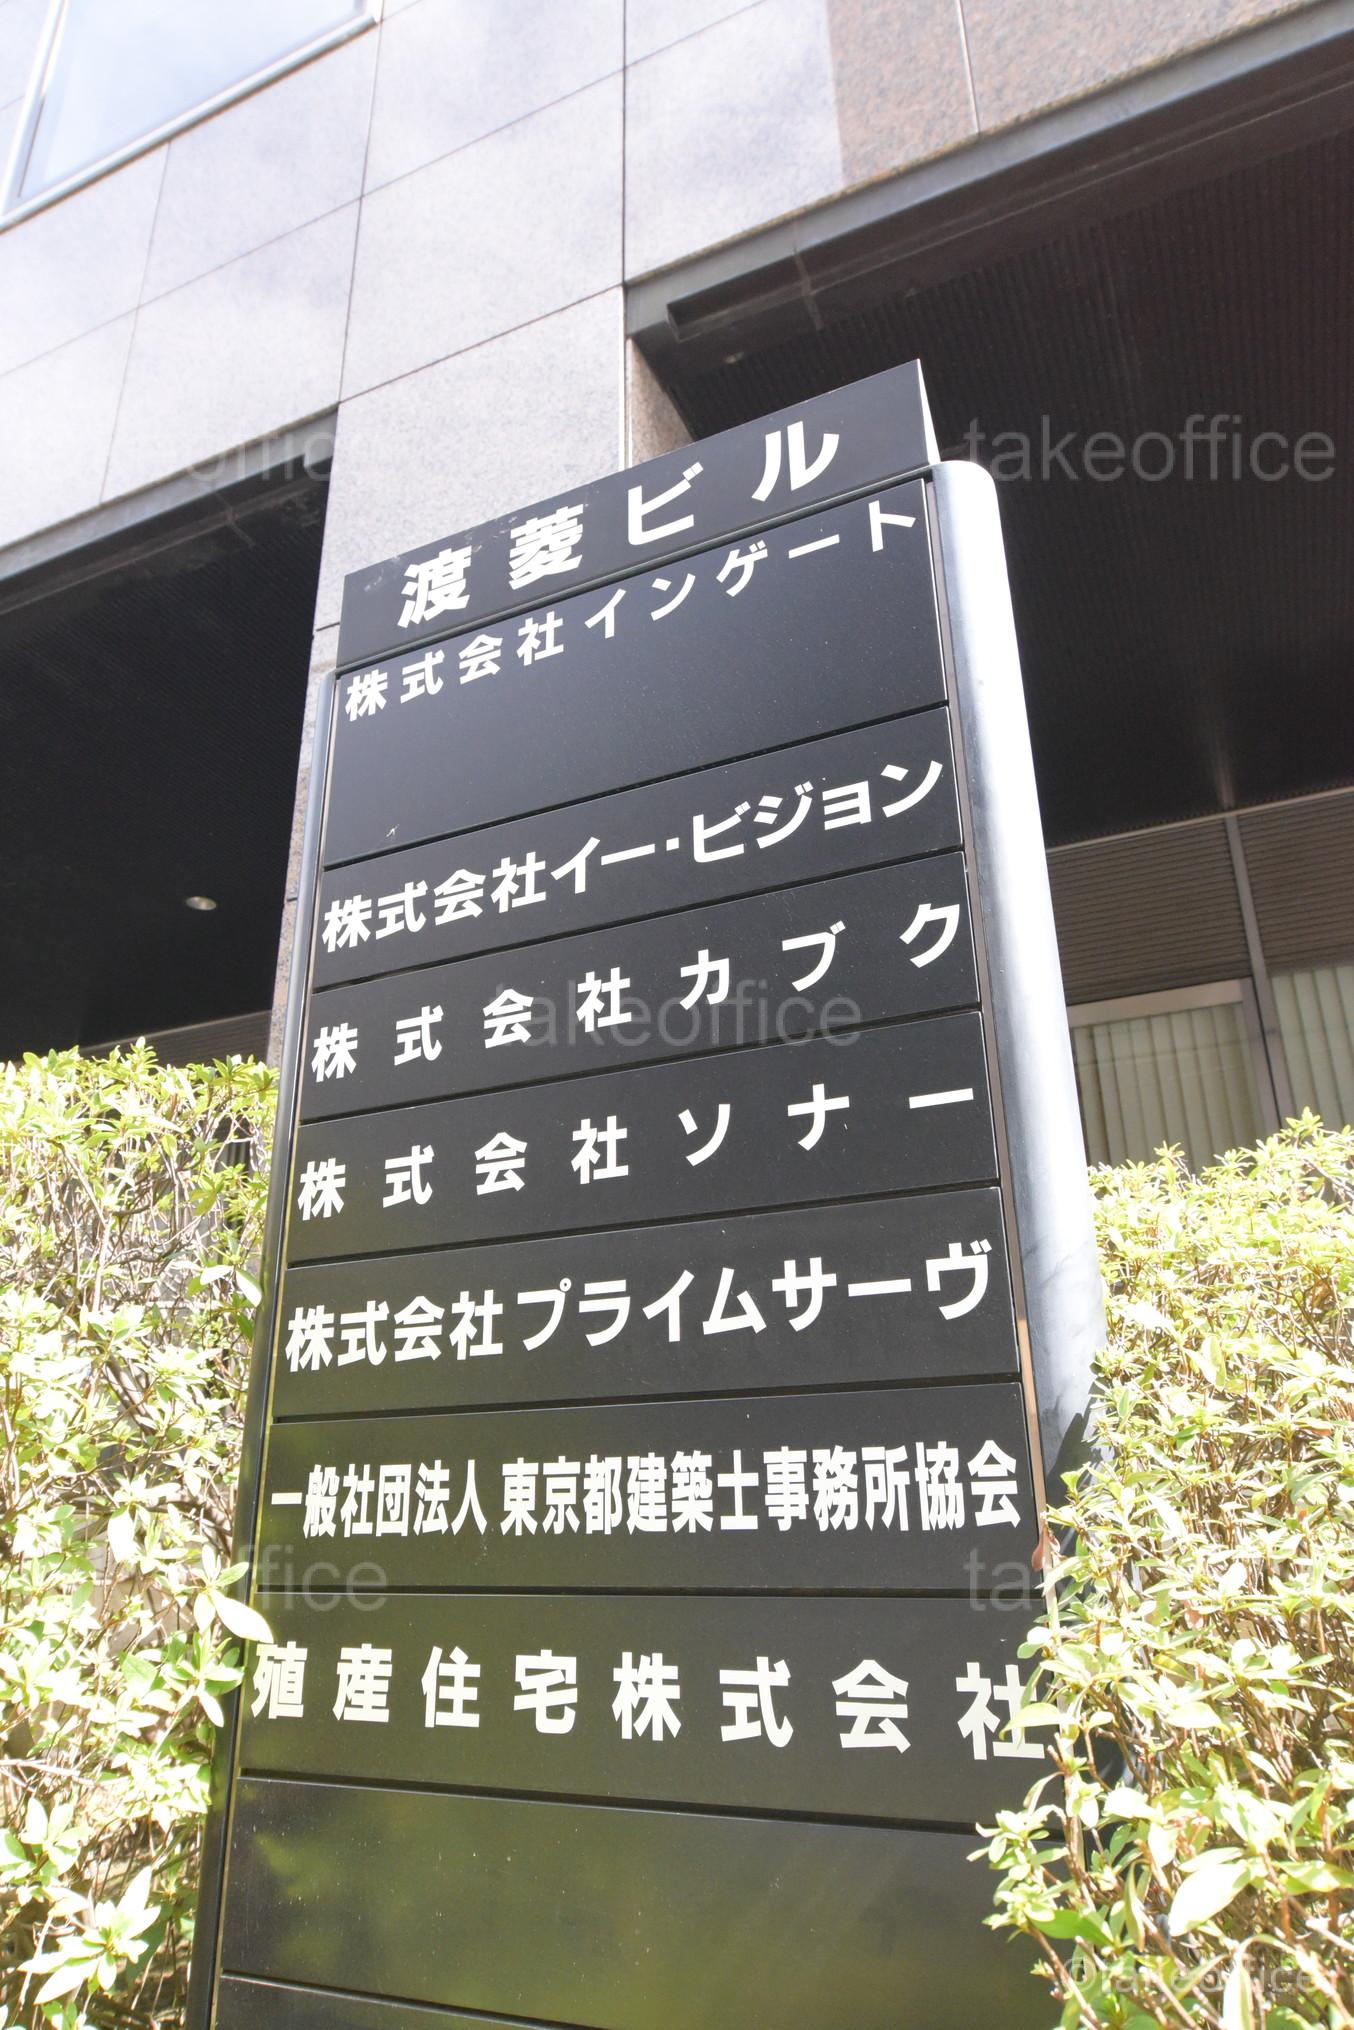 渡菱ビル
株式会社インゲート
株式会社イー・ビジョン
株式会社カブク
株式会社ソナー
株式会社プライムサーヴ
一般社団法人 東京都建築士事務所協会
殖産住宅株式会社
takeoffice
takeoffice
takeoffice
takeoffice
©takeoffice